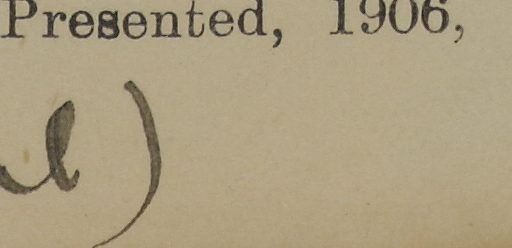 Presented, 1906,
l)